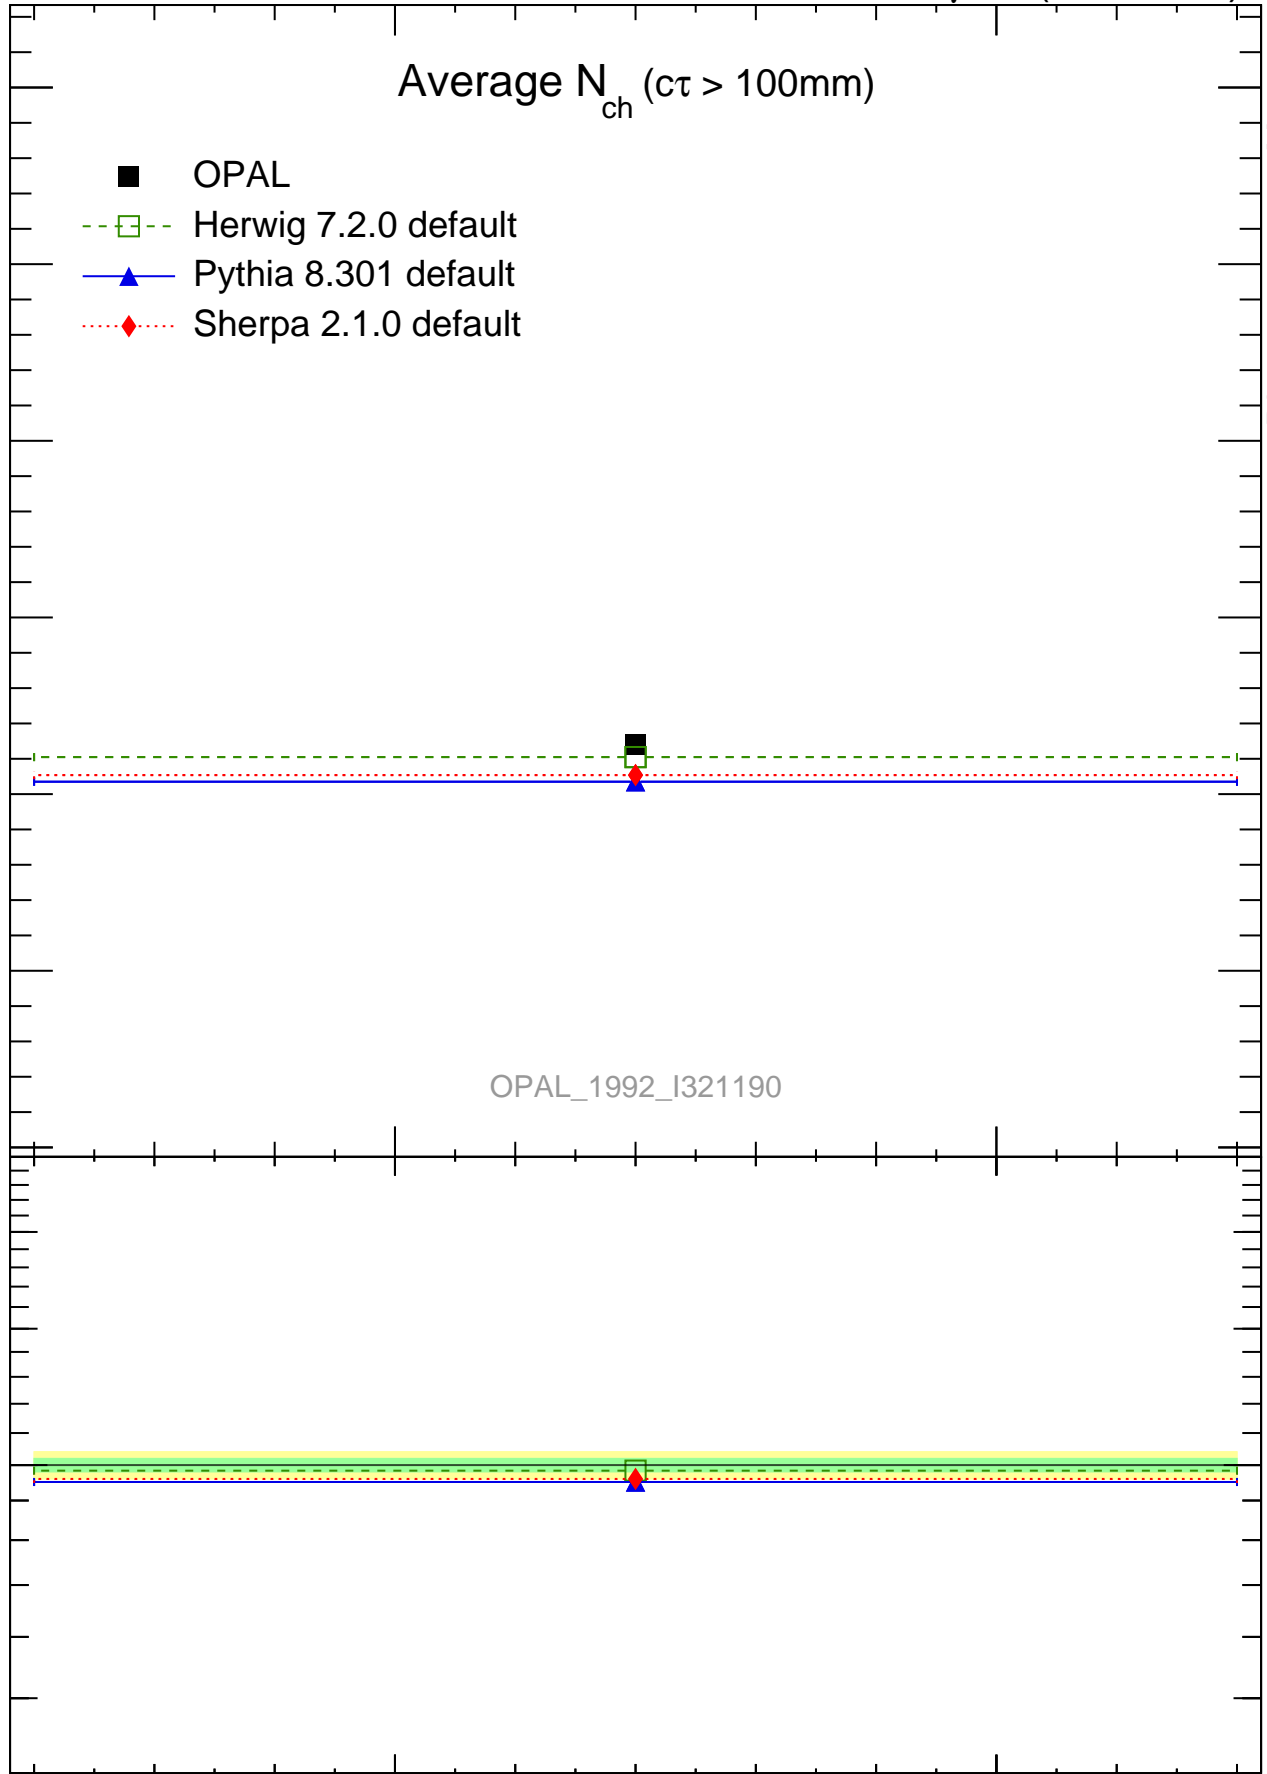 Average N_ch (cτ > 100mm)
OPAL
Herwig 7.2.0 default
Pythia 8.301 default
Sherpa 2.1.0 default
OPAL_1992_I321190